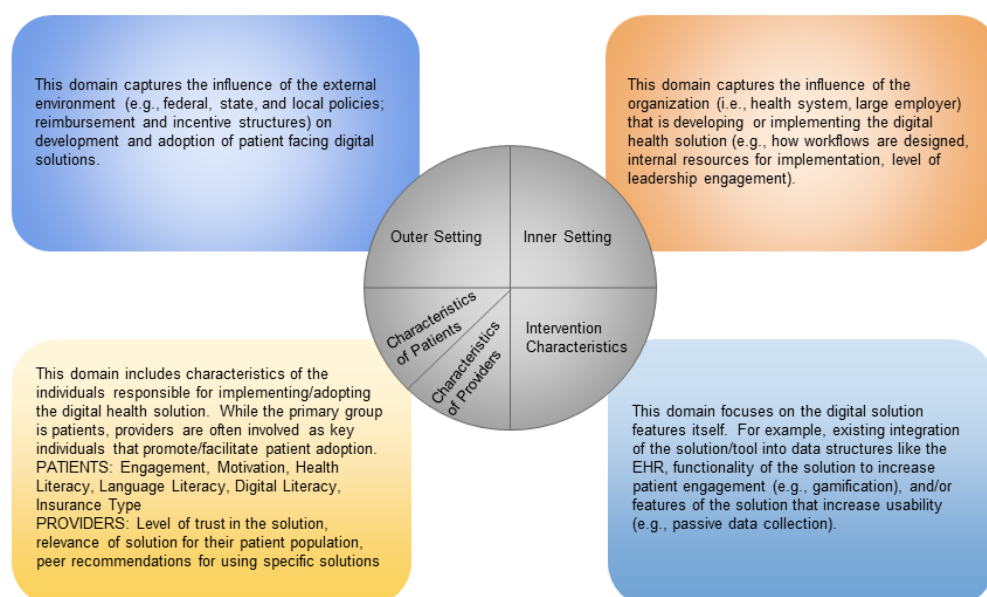 This domain captures the influence of the external
environment (e.g., federal, state, and local policies;
reimbursement and incentive structures) on
development and adoption of patient facing digital
solutions.
This domain captures the influence of the
organization (i.e., health system, large employer)
that is developing or implementing the digital
health solution (e.g., how workflows are designed,
internal resources for implementation, level of
leadership engagement).
Outer Setting
Inner Setting
Characteristics
of Patients
Characteristics
of Providers
Intervention
Characteristics
This domain includes characteristics of the
individuals responsible for implementing/adopting
the digital health solution. While the primary group
is patients, providers are often involved as key
individuals that promote/facilitate patient adoption.
PATIENTS: Engagement, Motivation, Health
Literacy, Language Literacy, Digital Literacy,
Insurance Type
PROVIDERS: Level of trust in the solution,
relevance of solution for their patient population,
peer recommendations for using specific solutions
This domain focuses on the digital solution
features itself. For example, existing integration
of the solution/tool into data structures like the
EHR, functionality of the solution to increase
patient engagement (e.g., gamification), and/or
features of the solution that increase usability
(e.g., passive data collection).